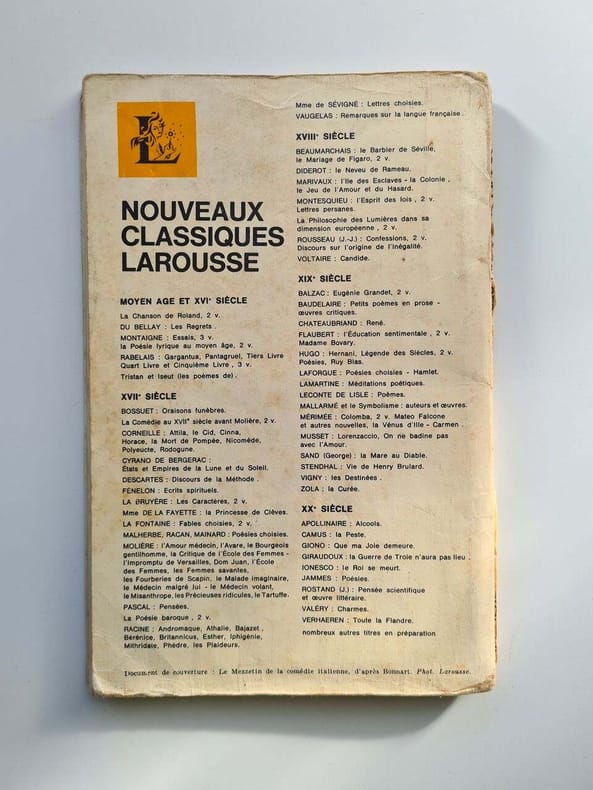 L
NOUVEAUX
CLASSIQUES
LAROUSSE
MOYEN AGE ET XVIᵉ SIÈCLE
La Chanson de Roland, 2 v.
DU BELLAY : Les Regrets.
MONTAIGNE : Essais, 3 v.
la Poésie lyrique au moyen âge, 2 v.
RABELAIS : Gargantua, Pantagruel, Tiers Livre
Quart Livre et Cinquième Livre , 3 v.
Tristan et Iseut (les poèmes de).
XVIIᵉ SIÈCLE
BOSSUET : Oraisons funèbres.
La Comédie au XVIIᵉ siècle avant Molière, 2 v.
CORNEILLE : Attila, le Cid, Cinna,
Horace, la Mort de Pompée, Nicomède,
Polyeucte, Rodogune.
CYRANO DE BERGERAC :
États et Empires de la Lune et du Soleil.
DESCARTES : Discours de la Méthode .
FÉNELON : Ecrits spirituels.
LA BRUYÈRE : Les Caractères, 2 v.
Mme DE LA FAYETTE : la Princesse de Clèves.
LA FONTAINE : Fables choisies, 2 v.
MALHERBE, RACAN, MAINARD : Poésies choisies.
MOLIÈRE : l'Amour médecin, l'Avare, le Bourgeois
gentilhomme, la Critique de l'École des Femmes -
l'Impromptu de Versailles, Dom Juan, l'École
des Femmes, les Femmes savantes,
les Fourberies de Scapin, le Malade imaginaire,
le Médecin malgré lui - le Médecin volant,
le Misanthrope, les Précieuses ridicules, le Tartuffe.
PASCAL : Pensées.
La Poésie baroque , 2 v.
RACINE : Andromaque, Athalie, Bajazet ,
Bérénice, Britannicus, Esther, Iphigénie,
Mithridate, Phèdre, les Plaideurs.
Mme de SÉVIGNÉ : Lettres choisies.
VAUGELAS : Remarques sur la langue française .
XVIIIᵉ SIÈCLE
BEAUMARCHAIS : le Barbier de Séville,
le Mariage de Figaro, 2 v.
DIDEROT : le Neveu de Rameau.
MARIVAUX : l'Ile des Esclaves - la Colonie ,
le Jeu de l'Amour et du Hasard.
MONTESQUIEU : l'Esprit des lois , 2 v.
Lettres persanes.
La Philosophie des Lumières dans sa
dimension européenne , 2 v.
ROUSSEAU (J.-J.) : Confessions, 2 v.
Discours sur l'origine de l'inégalité.
VOLTAIRE : Candide.
XIXᵉ SIÈCLE
BALZAC : Eugénie Grandet, 2 v.
BAUDELAIRE : Petits poèmes en prose -
œuvres critiques.
CHATEAUBRIAND : René.
FLAUBERT : l'Éducation sentimentale , 2 v.
Madame Bovary.
HUGO : Hernani, Légende des Siècles, 2 v.
Poésies, Ruy Blas.
LAFORGUE : Poésies choisies - Hamlet.
LAMARTINE : Méditations poétiques.
LECONTE DE LISLE : Poèmes.
MALLARMÉ et le Symbolisme : auteurs et œuvres.
MÉRIMÉE : Colomba, 2 v. Mateo Falcone
et autres nouvelles, la Vénus d'Ille - Carmen .
MUSSET : Lorenzaccio, On ne badine pas
avec l'Amour.
SAND (George) : la Mare au Diable.
STENDHAL : Vie de Henry Brulard.
VIGNY : les Destinées .
ZOLA : la Curée.
XXᵉ SIÈCLE
APOLLINAIRE : Alcools.
CAMUS : la Peste.
GIONO : Que ma Joie demeure.
GIRAUDOUX : la Guerre de Troie n'aura pas lieu .
IONESCO : le Roi se meurt.
JAMMES : Poésies.
ROSTAND (J.) : Pensée scientifique
et œuvre littéraire.
VALÉRY : Charmes.
VERHAEREN : Toute la Flandre.
nombreux autres titres en préparation
Document de couverture : Le Mezzetin de la comédie italienne, d'après Bonnart. Phot. Larousse.